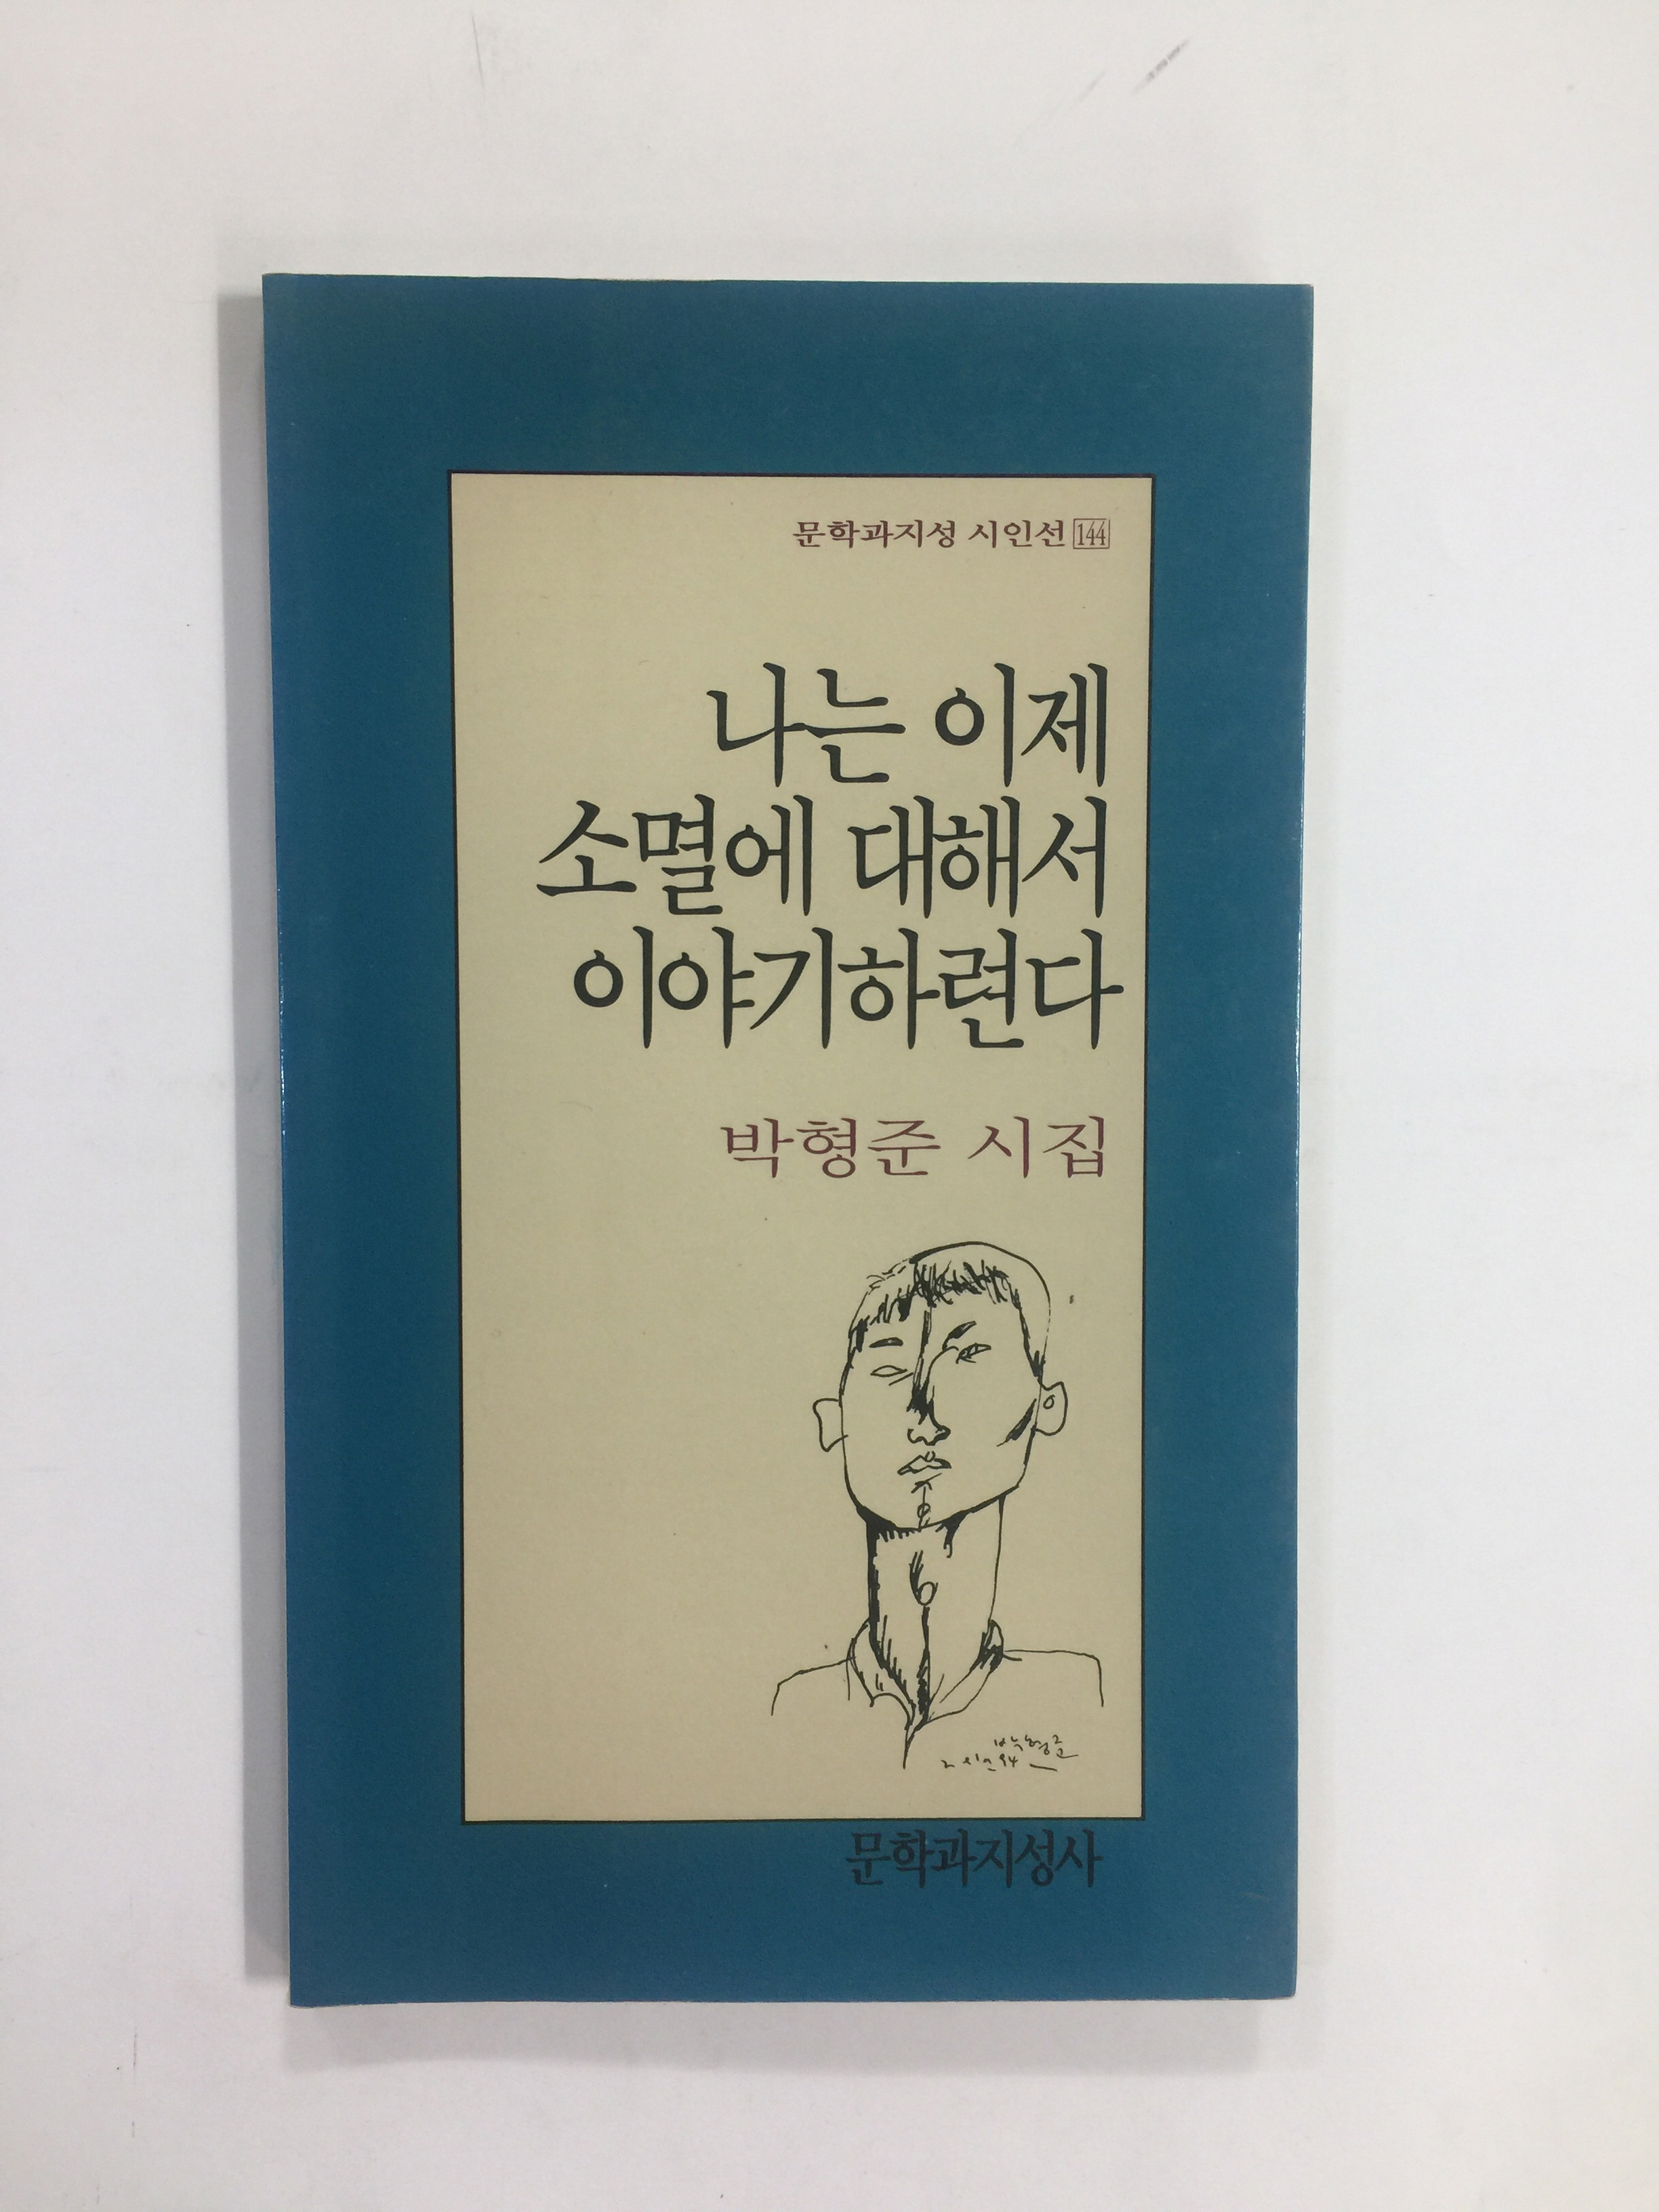 문학과지성 시인선 144
나는 이제
소멸에 대해서
이야기하련다
박형준 시집
박형준
94
문학과지성사